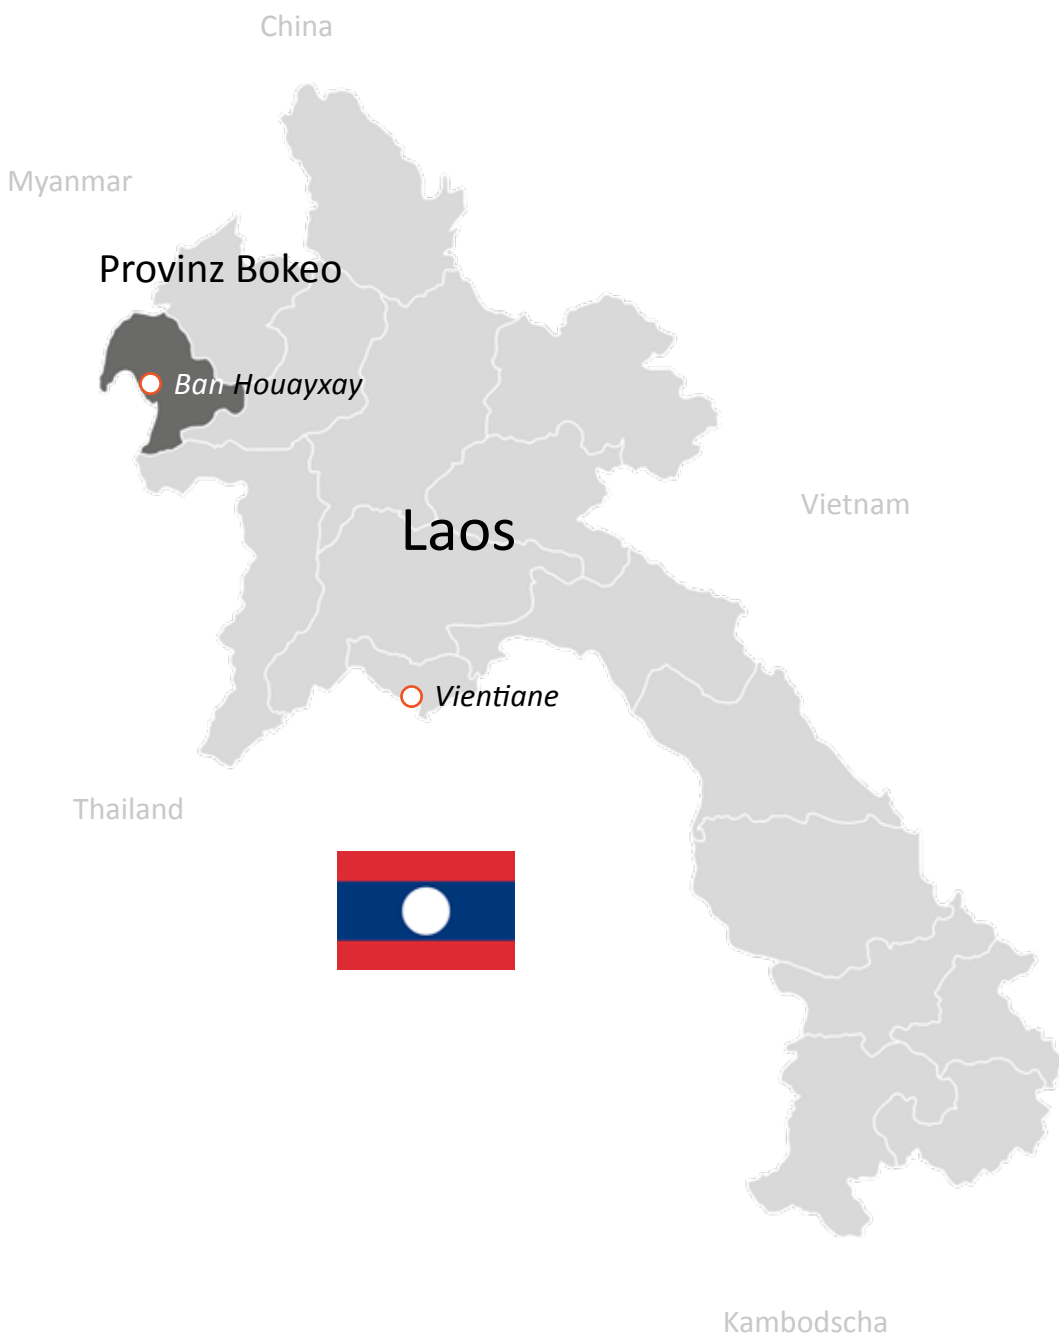 China
Myanmar
Provinz Bokeo
Ban Houayxay
Vietnam
Laos
Vientiane
Thailand
Kambodscha